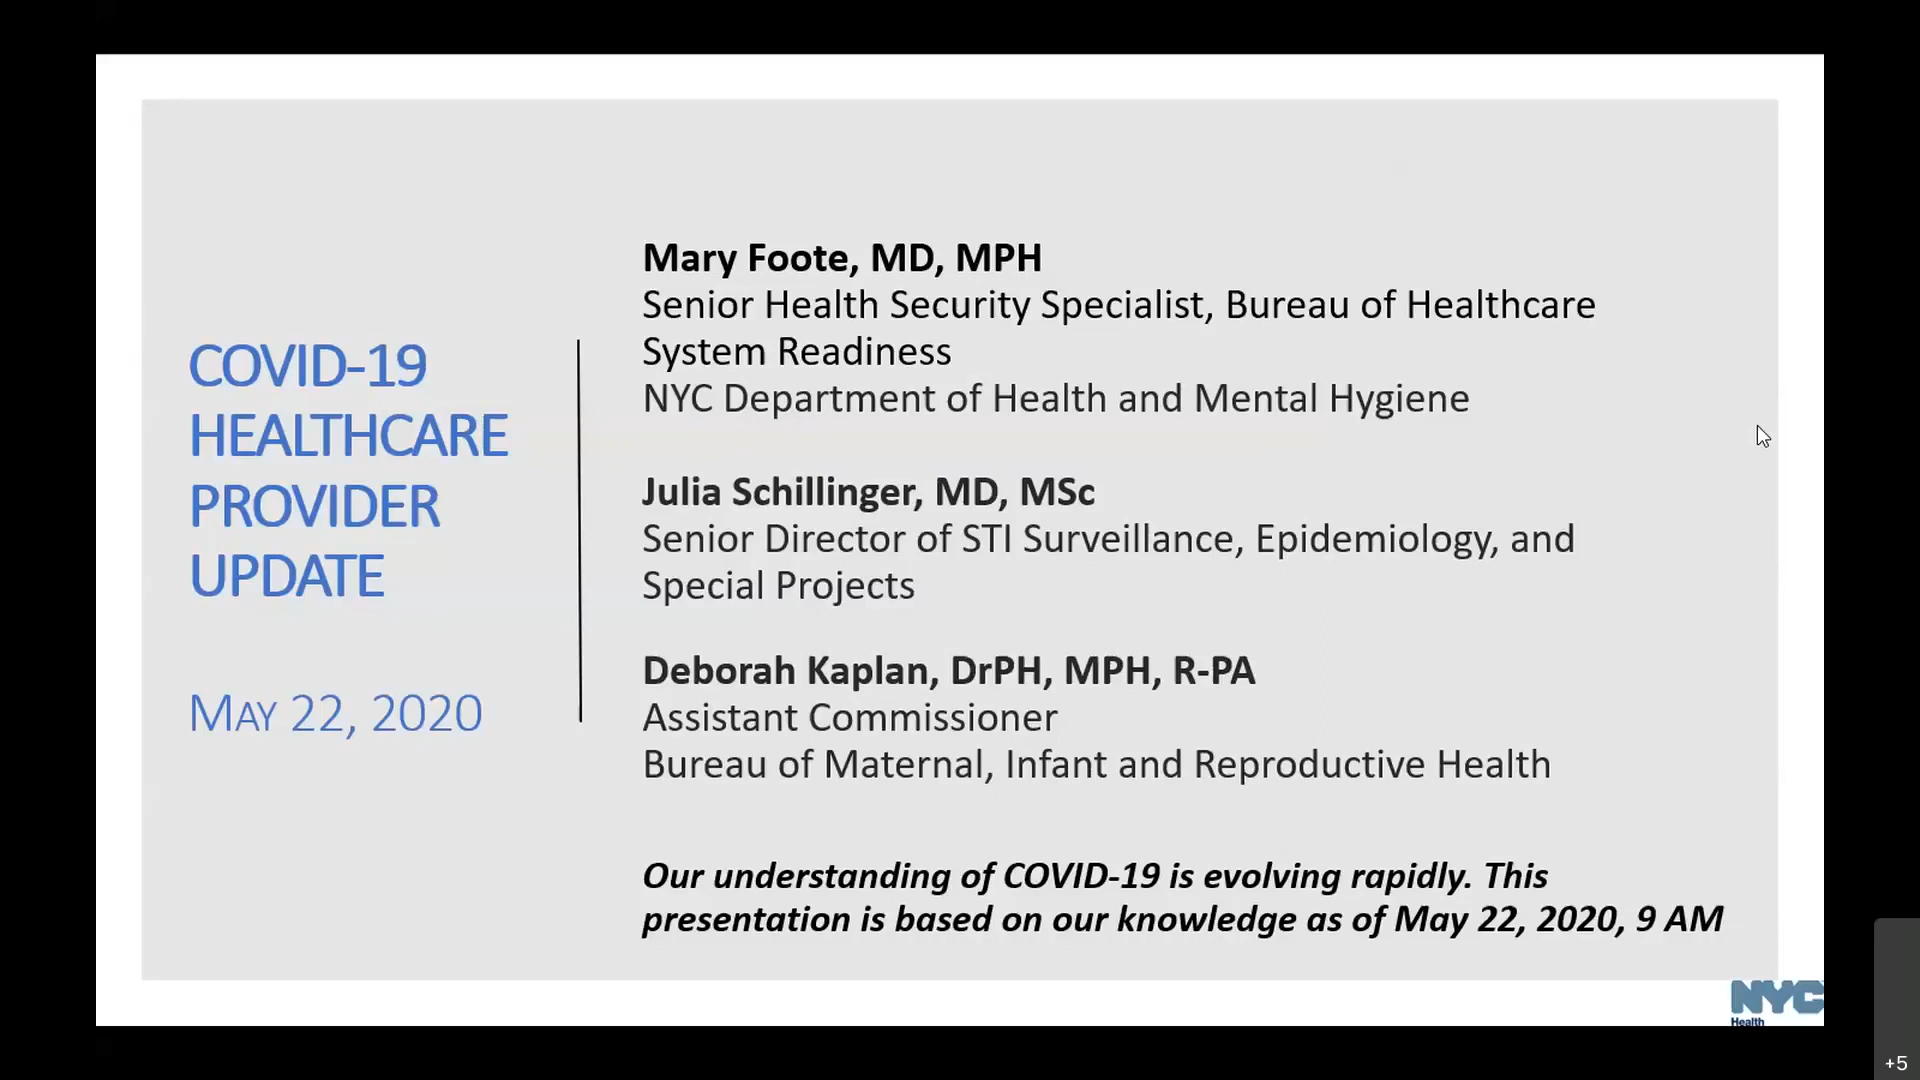 COVID-19
HEALTHCARE
PROVIDER
UPDATE
MAY 22, 2020
Mary Foote, MD, MPH
Senior Health Security Specialist, Bureau of Healthcare
System Readiness
NYC Department of Health and Mental Hygiene
Julia Schillinger, MD, MSc
Senior Director of STI Surveillance, Epidemiology, and
Special Projects
Deborah Kaplan, DrPH, MPH, R-PA
Assistant Commissioner
Bureau of Maternal, Infant and Reproductive Health
Our understanding of COVID-19 is evolving rapidly. This
presentation is based on our knowledge as of May 22, 2020, 9 AM
NYC
Health
+5